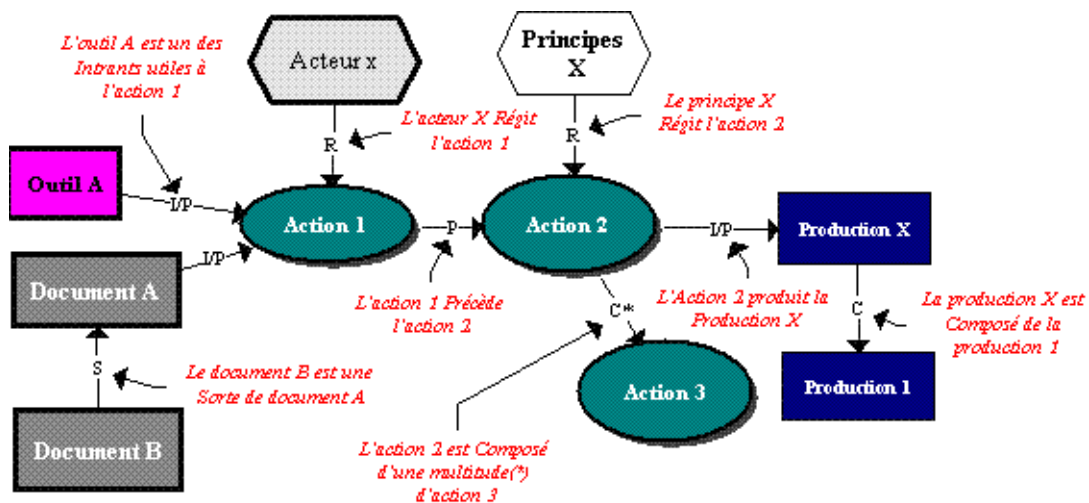 L'outil A est un des
Intrants utiles à
l'action 1
Acteur x
Principes
X
L'acteur X Régit
l'action 1
Le principe X
Régit l'action 2
R
R
Outil A
I/P
Action 1
P
Action 2
I/P
Production X
Document A
I/P
L'action 1 Précède
l'action 2
C*
L'Action 2 produit la
Production X
C
La production X est
Composé de la
production 1
S
Le document B est une
Sorte de document A
Action 3
Production 1
Document B
L'action 2 est Composé
d'une multitude(*)
d'action 3